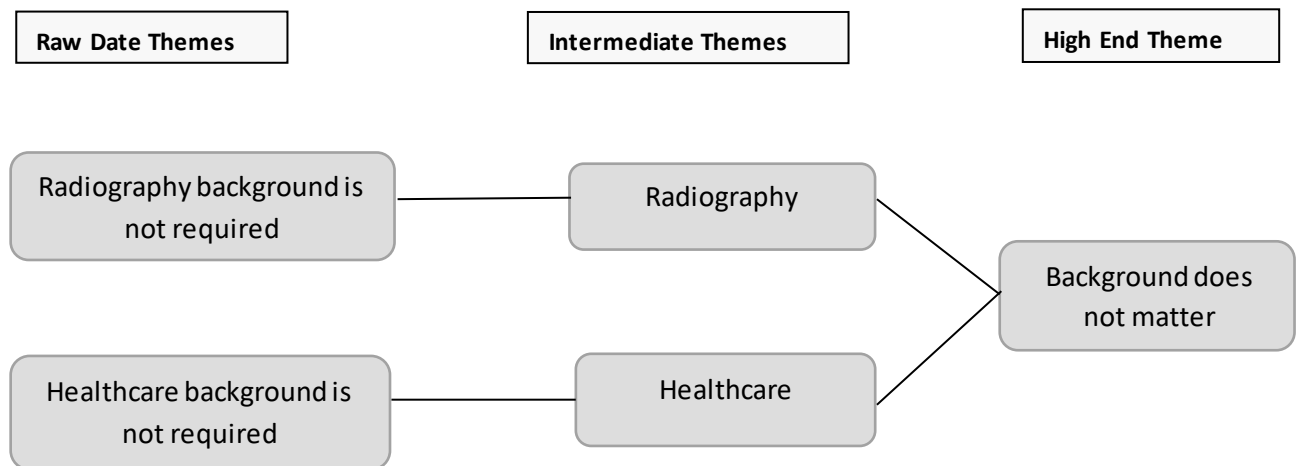 Raw Date Themes
Intermediate Themes
High End Theme
Radiography background is
not required
Radiography
Background does
not matter
Healthcare background is
not required
Healthcare